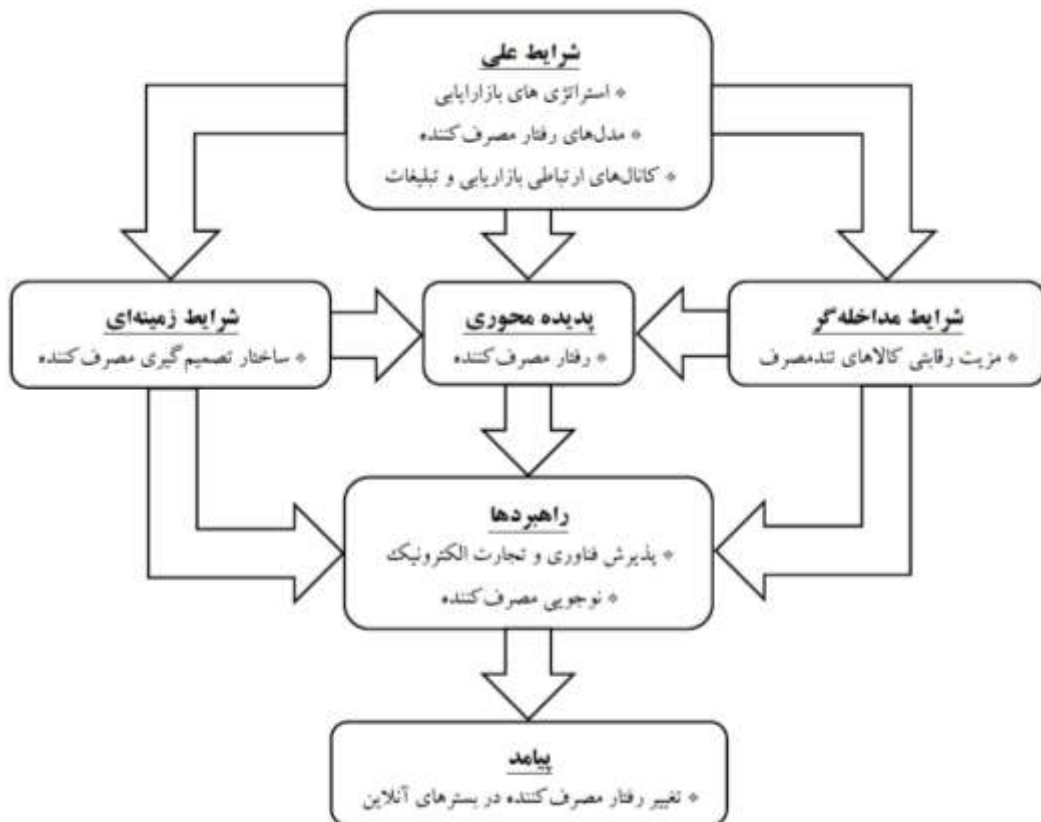 شرایط علی
* استراتژی های بازارایابی
* مدل‌های رفتار مصرف‌کننده
* کانال‌های ارتباطی بازاریابی و تبلیغات
شرایط مداخله‌گر
* مزیت رقابتی کالاهای تندمصرف
پدیده محوری
* رفتار مصرف‌کننده
شرایط زمینه‌ای
* ساختار تصمیم‌گیری مصرف‌کننده
راهبردها
* پذیرش فناوری و تجارت الکترونیک
* نوجویی مصرف‌کننده
پیامد
* تغییر رفتار مصرف‌کننده در بسترهای آنلاین